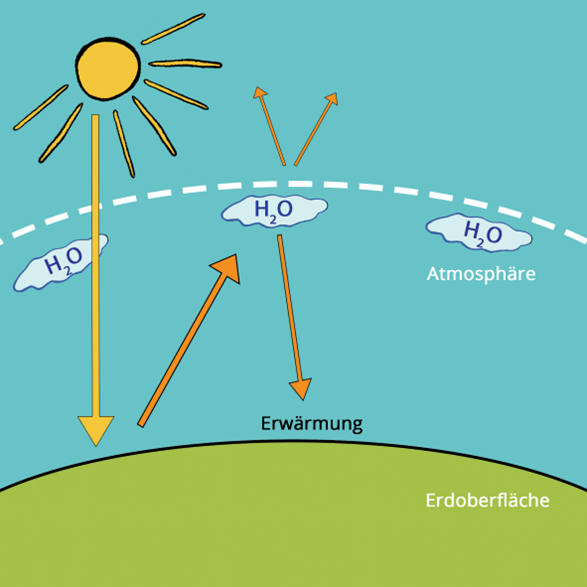 H₂O
H₂O
H₂O
Atmosphäre
Erwärmung
Erdoberfläche